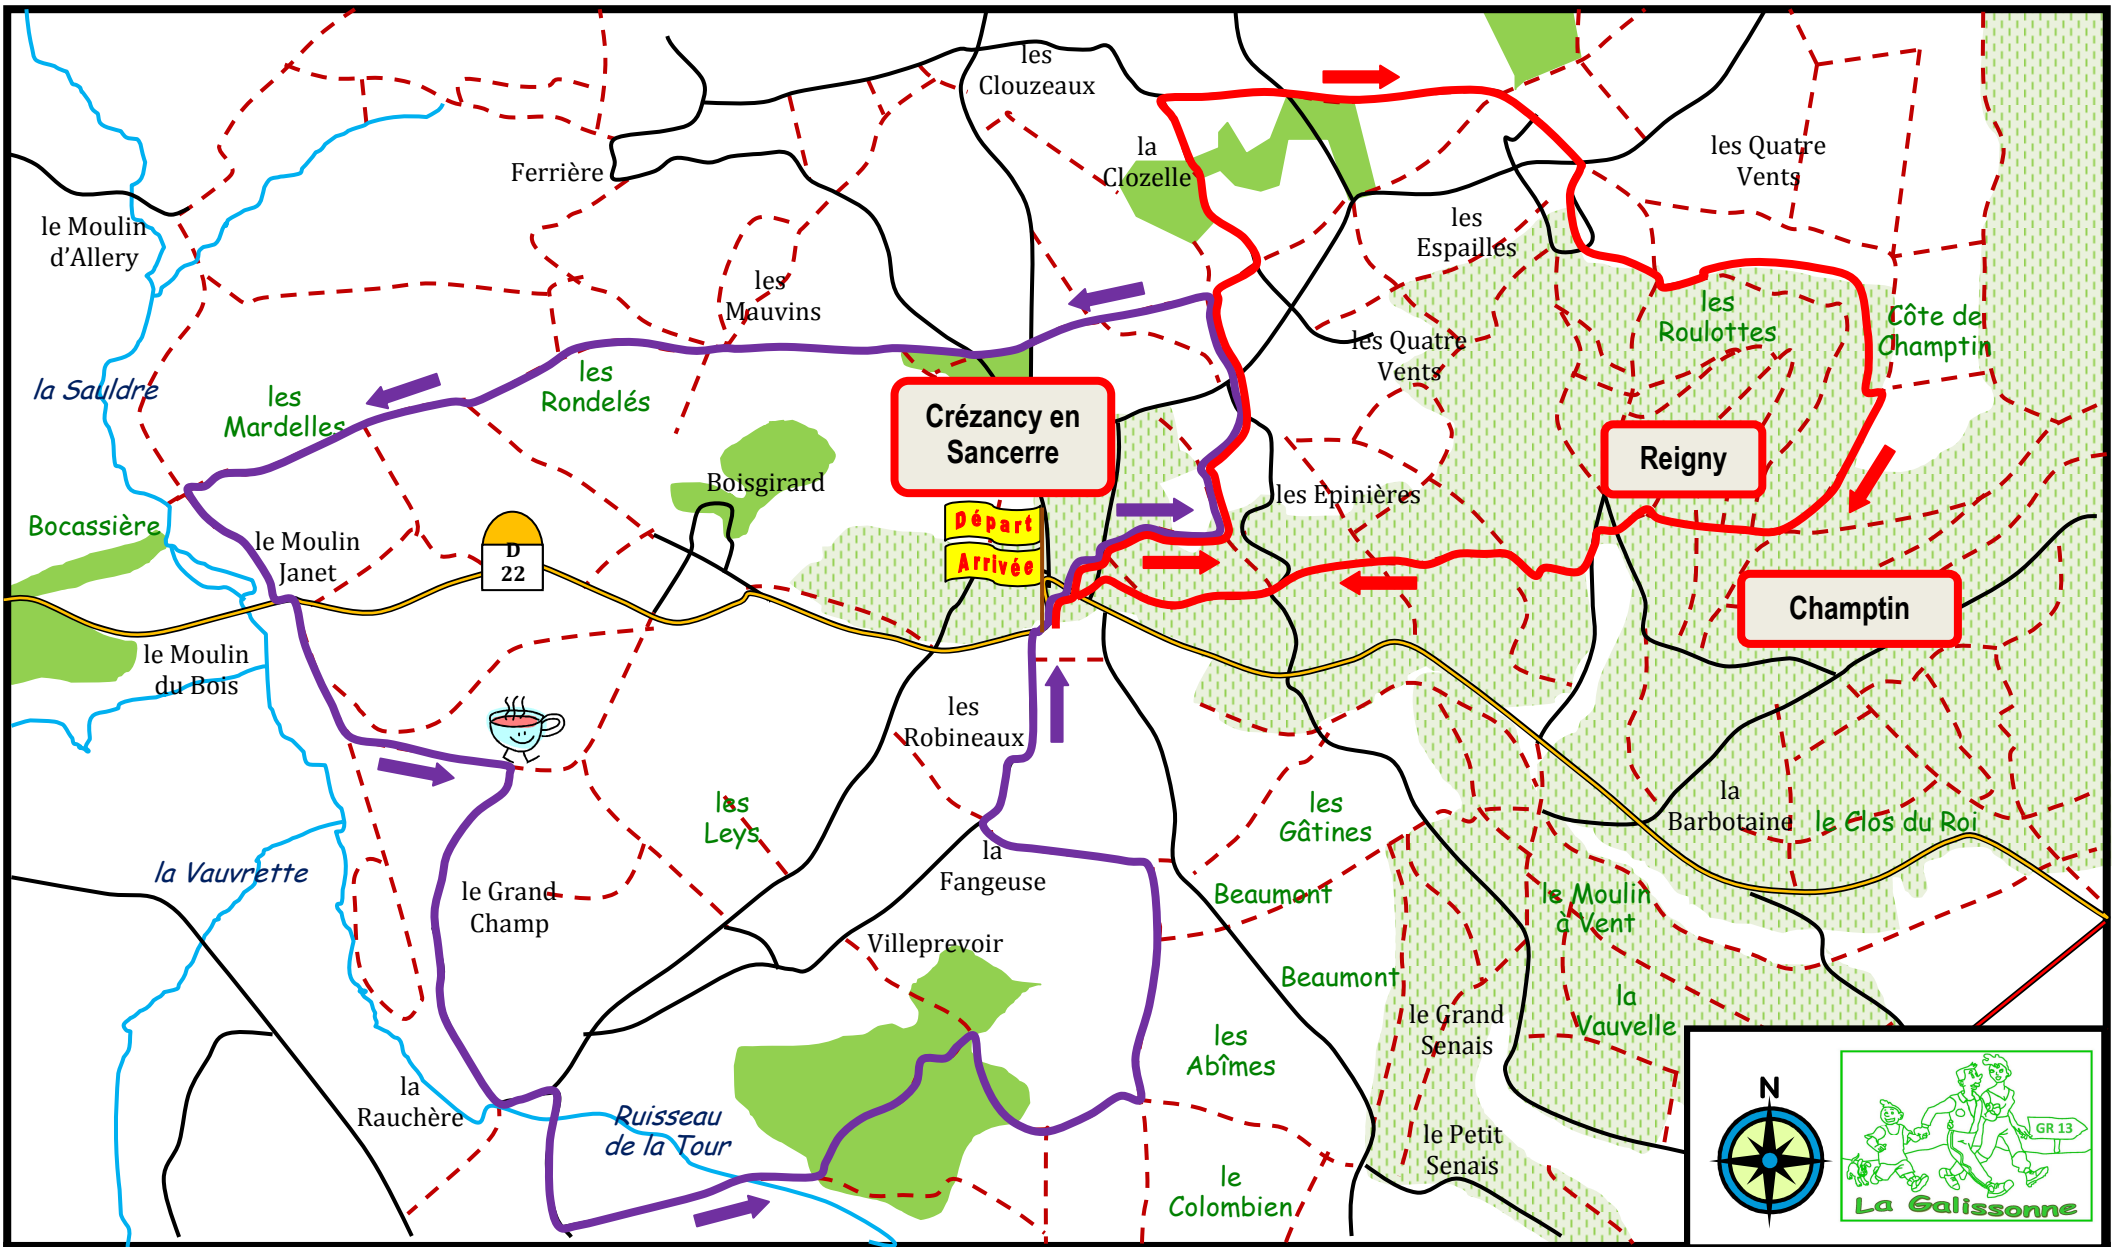 les
Clouzeaux
la
Clozelle
Ferrière
les Quatre
Vents
le Moulin
d'Allery
les
Espailles
les
Mauvins
les
Roulottes
Côte de
Champtin
les Quatre
Vents
la Sauldre
les
Mardelles
les
Rondelés
Crézancy en
Sancerre
Reigny
Boisgirard
les Epinières
Bocassière
Départ
Arrivée
le Moulin
Janet
D
22
Champtin
le Moulin
du Bois
les
Robineaux
les
Leys
les
Gâtines
la
Barbotaine
le Clos du Roi
la
Fangeuse
la Vauvrette
le Grand
Champ
Beaumont
le Moulin
à Vent
Villeprevoir
Beaumont
la
Vauvelle
le Grand
Senais
les
Abîmes
la
Rauchère
Ruisseau
de la Tour
le Petit
Senais
le
Colombien
N
GR 13
La Galissonne